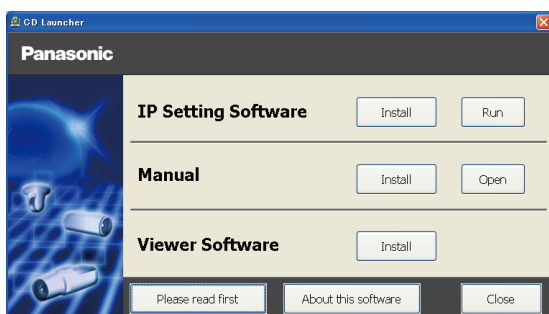 CD Launcher
Panasonic
IP Setting Software Install Run
Manual Install Open
Viewer Software Install
Please read first About this software Close